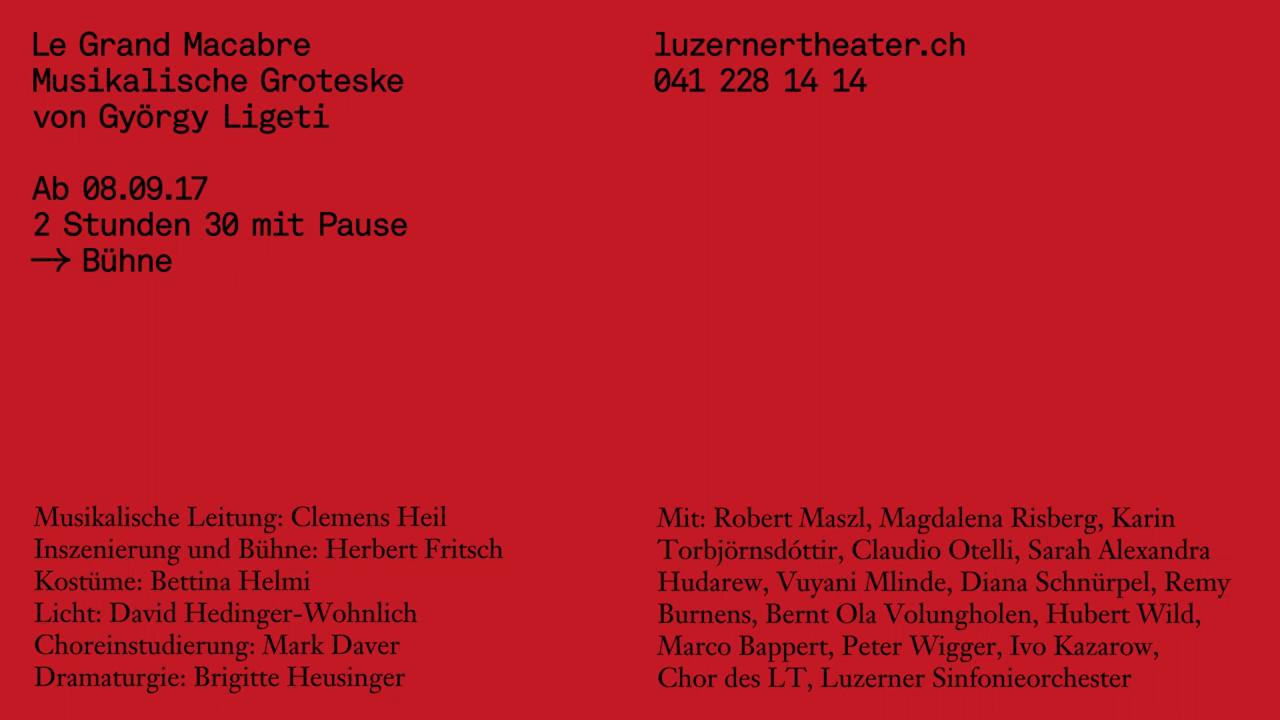 Le Grand Macabre
Musikalische Groteske
von György Ligeti
Ab 08.09.17
2 Stunden 30 mit Pause
→ Bühne
luzernertheater.ch
041 228 14 14
Musikalische Leitung: Clemens Heil
Inszenierung und Bühne: Herbert Fritsch
Kostüme: Bettina Helmi
Licht: David Hedinger-Wohnlich
Choreinstudierung: Mark Daver
Dramaturgie: Brigitte Heusinger
Mit: Robert Maszl, Magdalena Risberg, Karin
Torbjörnsdóttir, Claudio Otelli, Sarah Alexandra
Hudarew, Vuyani Mlinde, Diana Schnürpel, Remy
Burnens, Bernt Ola Volungholen, Hubert Wild,
Marco Bappert, Peter Wigger, Ivo Kazarow,
Chor des LT, Luzerner Sinfonieorchester